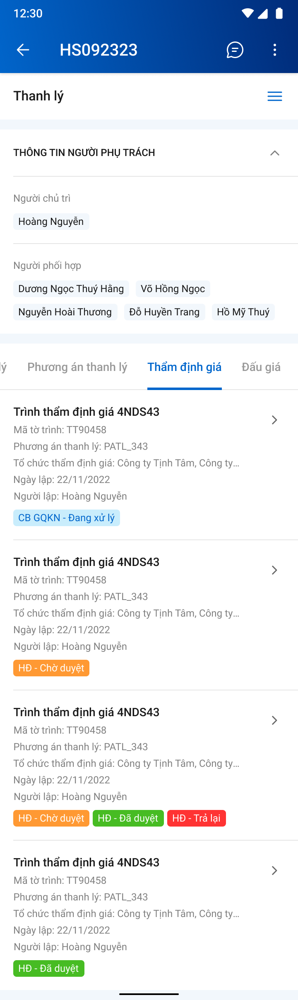 12:30
HS092323
Thanh lý
THÔNG TIN NGƯỜI PHỤ TRÁCH
Người chủ trì
Hoàng Nguyễn
Người phối hợp
Dương Ngọc Thuý Hằng Võ Hồng Ngọc
Nguyễn Hoài Thương Đỗ Huyền Trang Hồ Mỹ Thuý
lý Phương án thanh lý Thẩm định giá Đấu giá
Trình thẩm định giá 4NDS43
Mã tờ trình: TT90458
Phương án thanh lý: PATL_343
Tổ chức thẩm định giá: Công ty Tịnh Tâm, Công ty...
Ngày lập: 22/11/2022
Người lập: Hoàng Nguyễn
CB GQKN - Đang xử lý
Trình thẩm định giá 4NDS43
Mã tờ trình: TT90458
Phương án thanh lý: PATL_343
Tổ chức thẩm định giá: Công ty Tịnh Tâm, Công ty...
Ngày lập: 22/11/2022
Người lập: Hoàng Nguyễn
HĐ - Chờ duyệt
Trình thẩm định giá 4NDS43
Mã tờ trình: TT90458
Phương án thanh lý: PATL_343
Tổ chức thẩm định giá: Công ty Tịnh Tâm, Công ty...
Ngày lập: 22/11/2022
Người lập: Hoàng Nguyễn
HĐ - Chờ duyệt HĐ - Đã duyệt HĐ - Trả lại
Trình thẩm định giá 4NDS43
Mã tờ trình: TT90458
Phương án thanh lý: PATL_343
Tổ chức thẩm định giá: Công ty Tịnh Tâm, Công ty...
Ngày lập: 22/11/2022
Người lập: Hoàng Nguyễn
HĐ - Đã duyệt